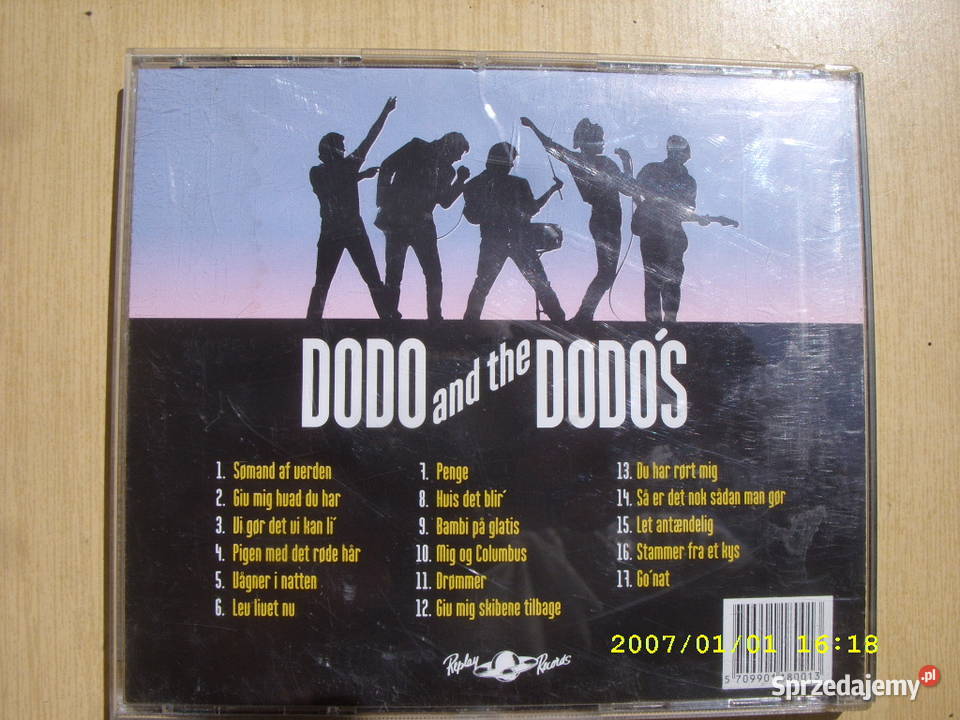 DODO and the DODO'S
1. Sømand af verden
2. Giv mig hvad du har
3. Vi gør det vi kan li'
4. Pigen med det røde hår
5. Vågner i natten
6. Lev livet nu
7. Penge
8. Hvis det blir'
9. Bambi på glatis
10. Mig og Columbus
11. Drømmer
12. Giv mig skibene tilbage
13. Du har rørt mig
14. Så er det nok sådan man gør
15. Let antændelig
16. Stammer fra et kys
17. Go'nat
Replay Records
2007/01/01 16:18
Sprzedajemy.pl